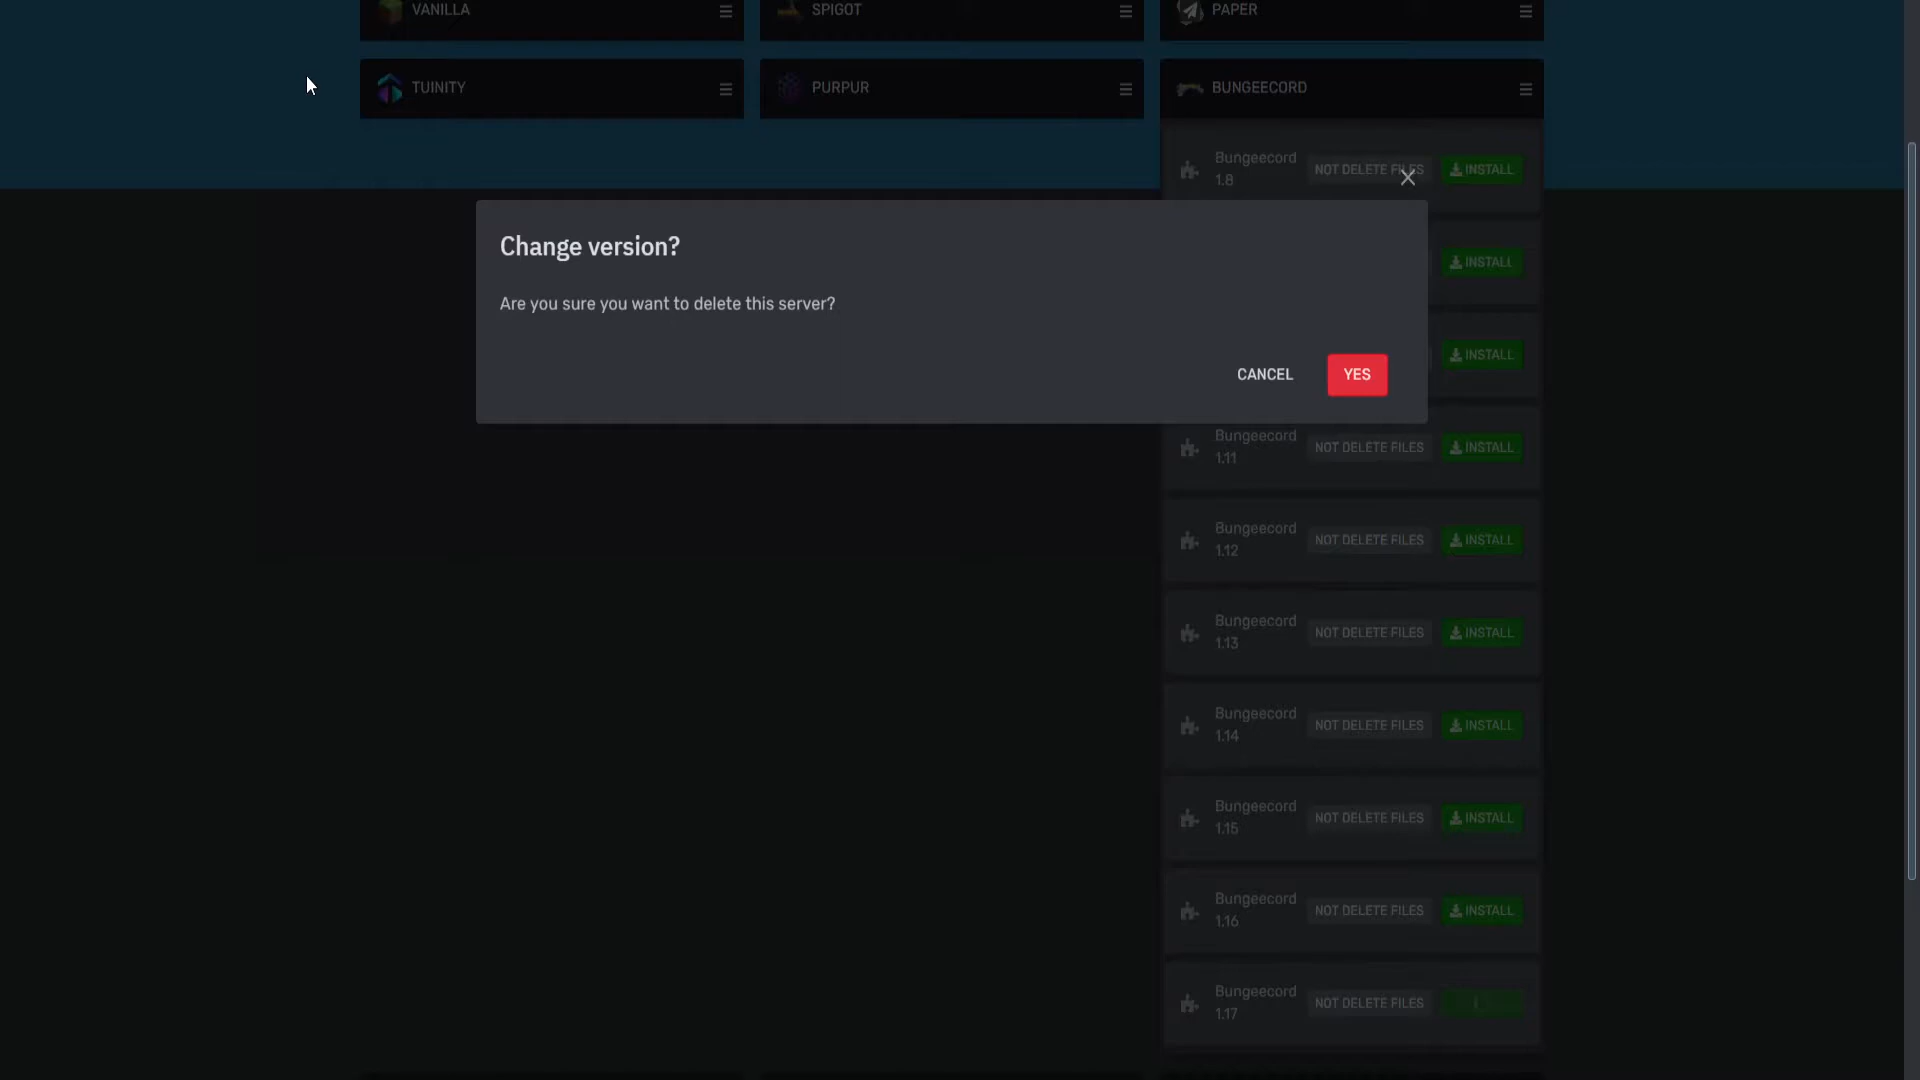 VANILLA
SPIGOT
PAPER
TUINITY
PURPUR
BUNGEECORD
Bungeecord
1.8
NOT DELETE FILES
INSTALL
Change version?
INSTALL
Are you sure you want to delete this server?
INSTALL
CANCEL
YES
Bungeecord
1.11
NOT DELETE FILES
INSTALL
Bungeecord
1.12
NOT DELETE FILES
INSTALL
Bungeecord
1.13
NOT DELETE FILES
INSTALL
Bungeecord
1.14
NOT DELETE FILES
INSTALL
Bungeecord
1.15
NOT DELETE FILES
INSTALL
Bungeecord
1.16
NOT DELETE FILES
INSTALL
Bungeecord
1.17
NOT DELETE FILES